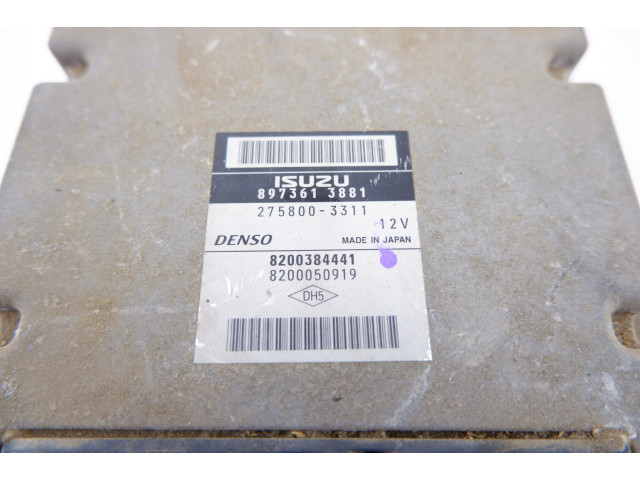 ISUZU
897361 3881
275800-3311
12V
DENSO MADE IN JAPAN
8200384441
8200050919
DH5